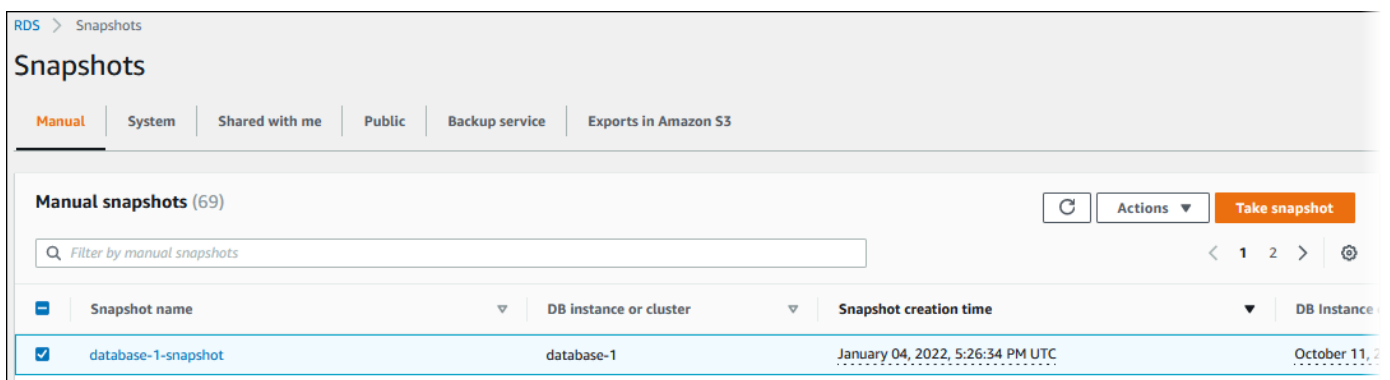 RDS > Snapshots
Snapshots
Manual System Shared with me Public Backup service Exports in Amazon S3
Manual snapshots (69) Actions Take snapshot
Filter by manual snapshots < 1 2 >
Snapshot name DB instance or cluster Snapshot creation time DB Instance
database-1-snapshot database-1 January 04, 2022, 5:26:34 PM UTC October 11,